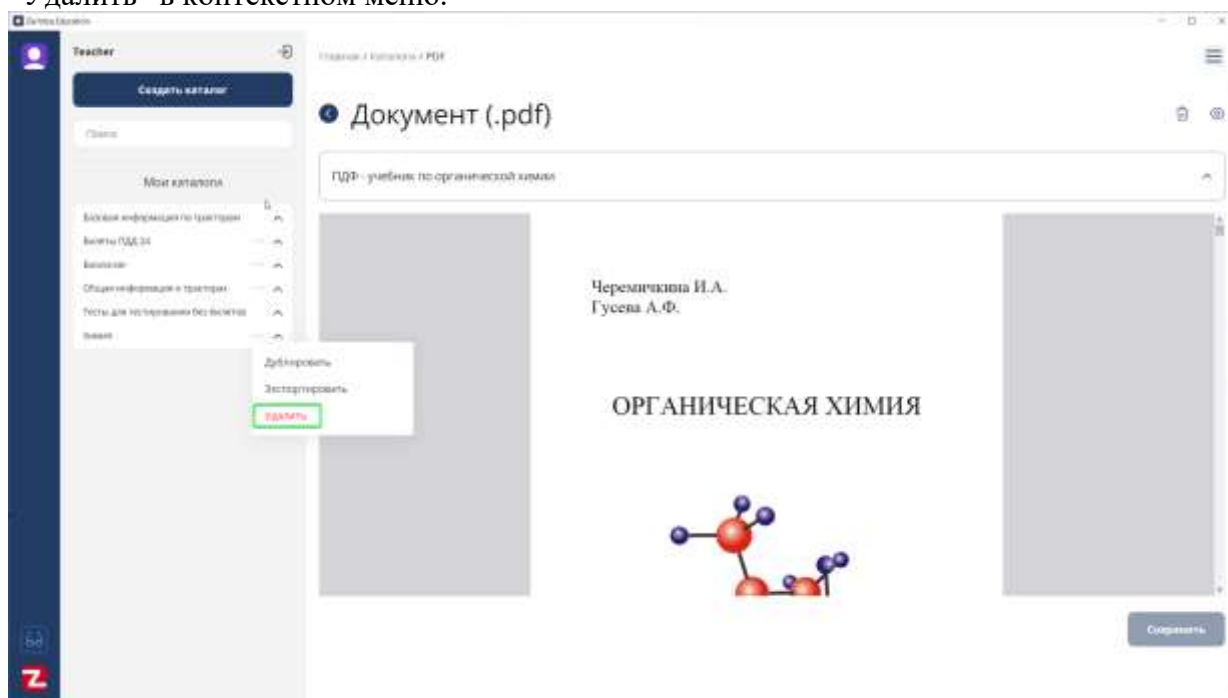 "Удалить" в контекстном меню.
Teacher
Создать каталог
Поиск
Мои каталоги
Базовая информация по тракторам
Билеты ПДД 24
Общая информация о тракторах
Тесты для тестирования без билетов
Химия
Дублировать
Экспортировать
Удалить
Главная / Каталоги / PDF
Документ (.pdf)
ПДФ - учебник по органической химии
Черемичкина И.А.
Гусева А.Ф.
ОРГАНИЧЕСКАЯ ХИМИЯ
Сохранить
Z